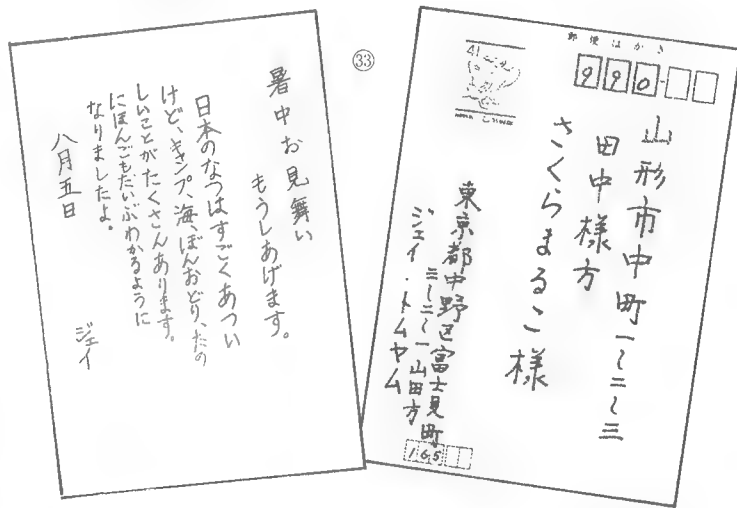 暑中お見舞い
もうしあげます。
日本のなつはすごくあつい
けど、キャンプ、海、ぼんおどり、たの
しいことがたくさんあります。
にほんごもだいぶわかるように
なりましたよ。
八月五日
ジェイ
㉝
郵便はがき
990
山形市中町一~二~三
田中様方
さくらまるこ様
東京都中野区富士見町
三~二~一 山田方
ジェイ・トムヤム
165